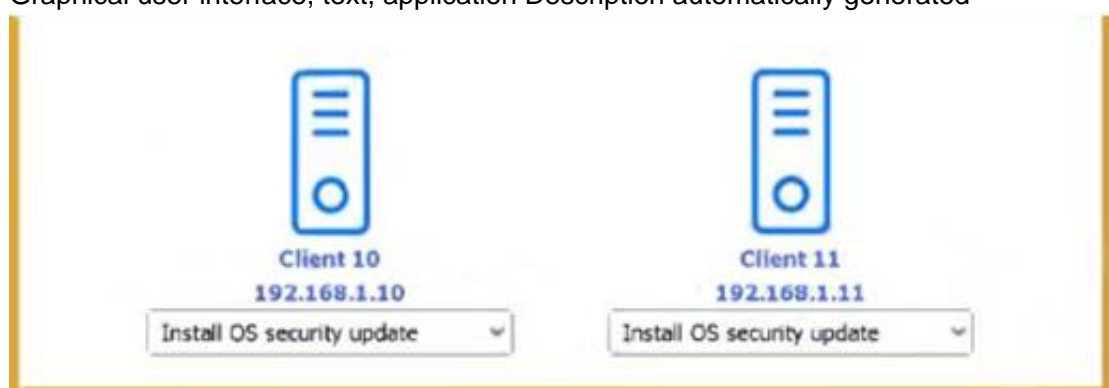 Graphical user interface, text, application Description automatically generated
Client 10
192.168.1.10
Install OS security update
Client 11
192.168.1.11
Install OS security update